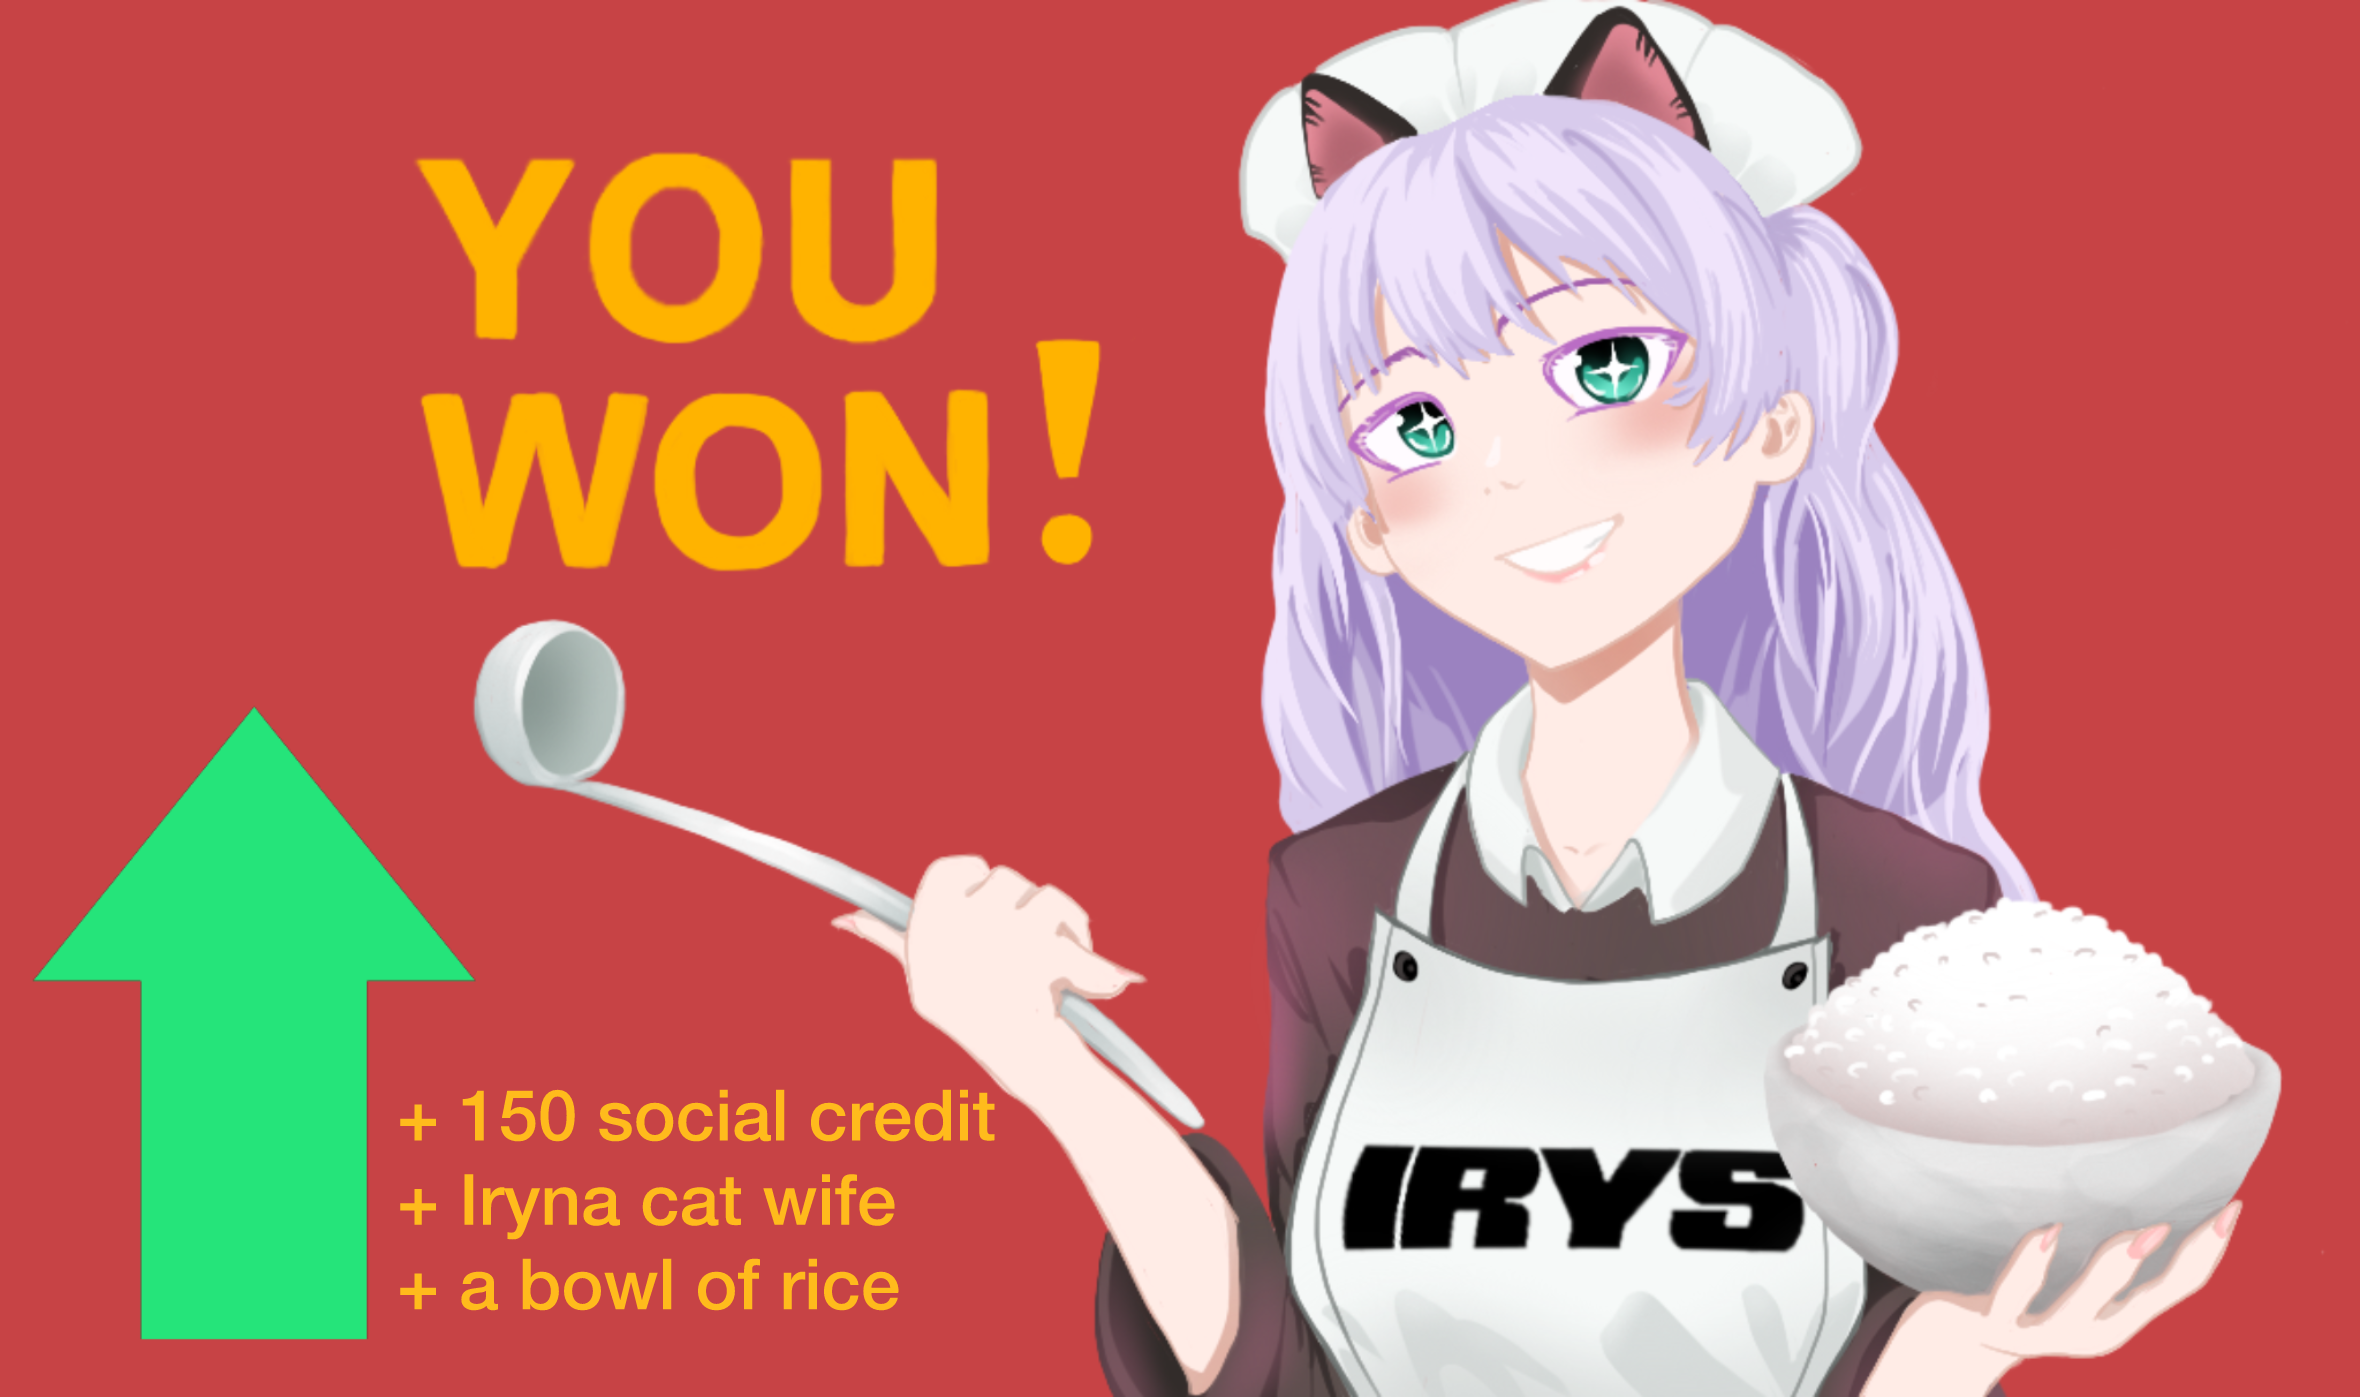 YOU
WON!
+ 150 social credit
+ Iryna cat wife
+ a bowl of rice
IRYS